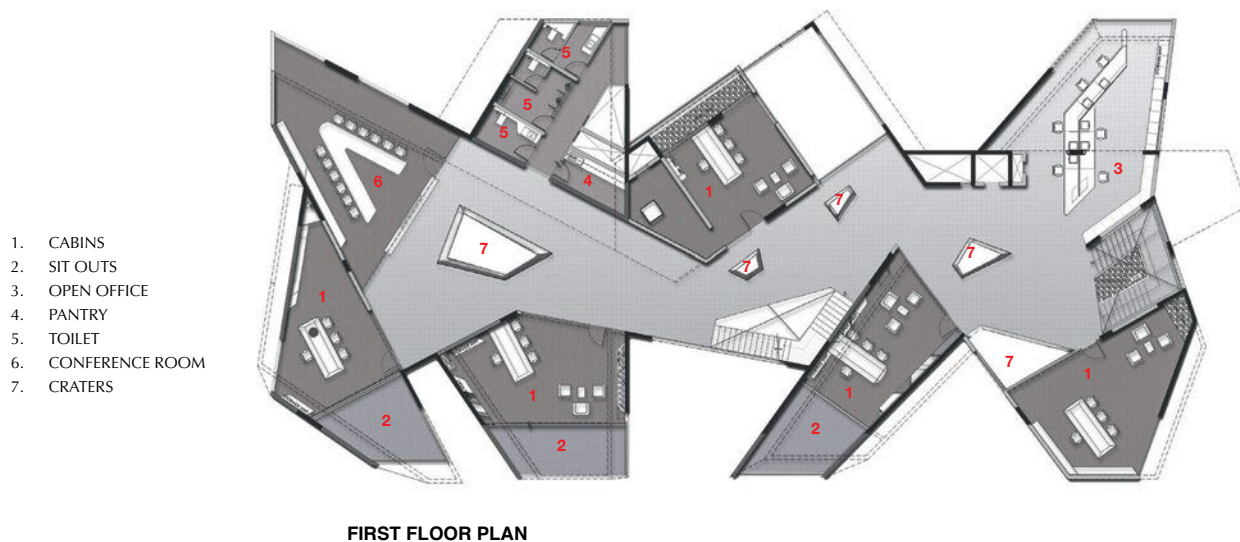 5
5
5
6
4
1
3
7
7
7
7
1
1. CABINS
2. SIT OUTS
3. OPEN OFFICE
4. PANTRY
5. TOILET
6. CONFERENCE ROOM
7. CRATERS
7
1
1
1
1
2
2
2
FIRST FLOOR PLAN